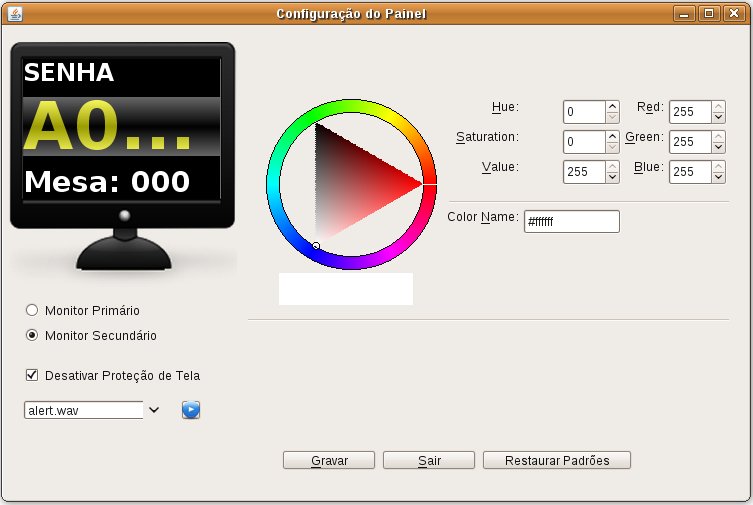 Configuração do Painel
SENHA
A0...
Mesa: 000
Hue: 0 Red: 255
Saturation: 0 Green: 255
Value: 255 Blue: 255
Color Name: #ffffff
Monitor Primário
Monitor Secundário
Desativar Proteção de Tela
alert.wav
Gravar Sair Restaurar Padrões